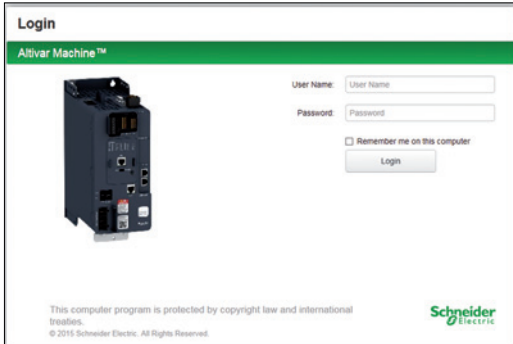 Login
Altivar Machine™
User Name: User Name
Password: Password
Remember me on this computer
Login
This computer program is protected by copyright law and international
treaties.
© 2015 Schneider Electric. All Rights Reserved.
Schneider
Electric